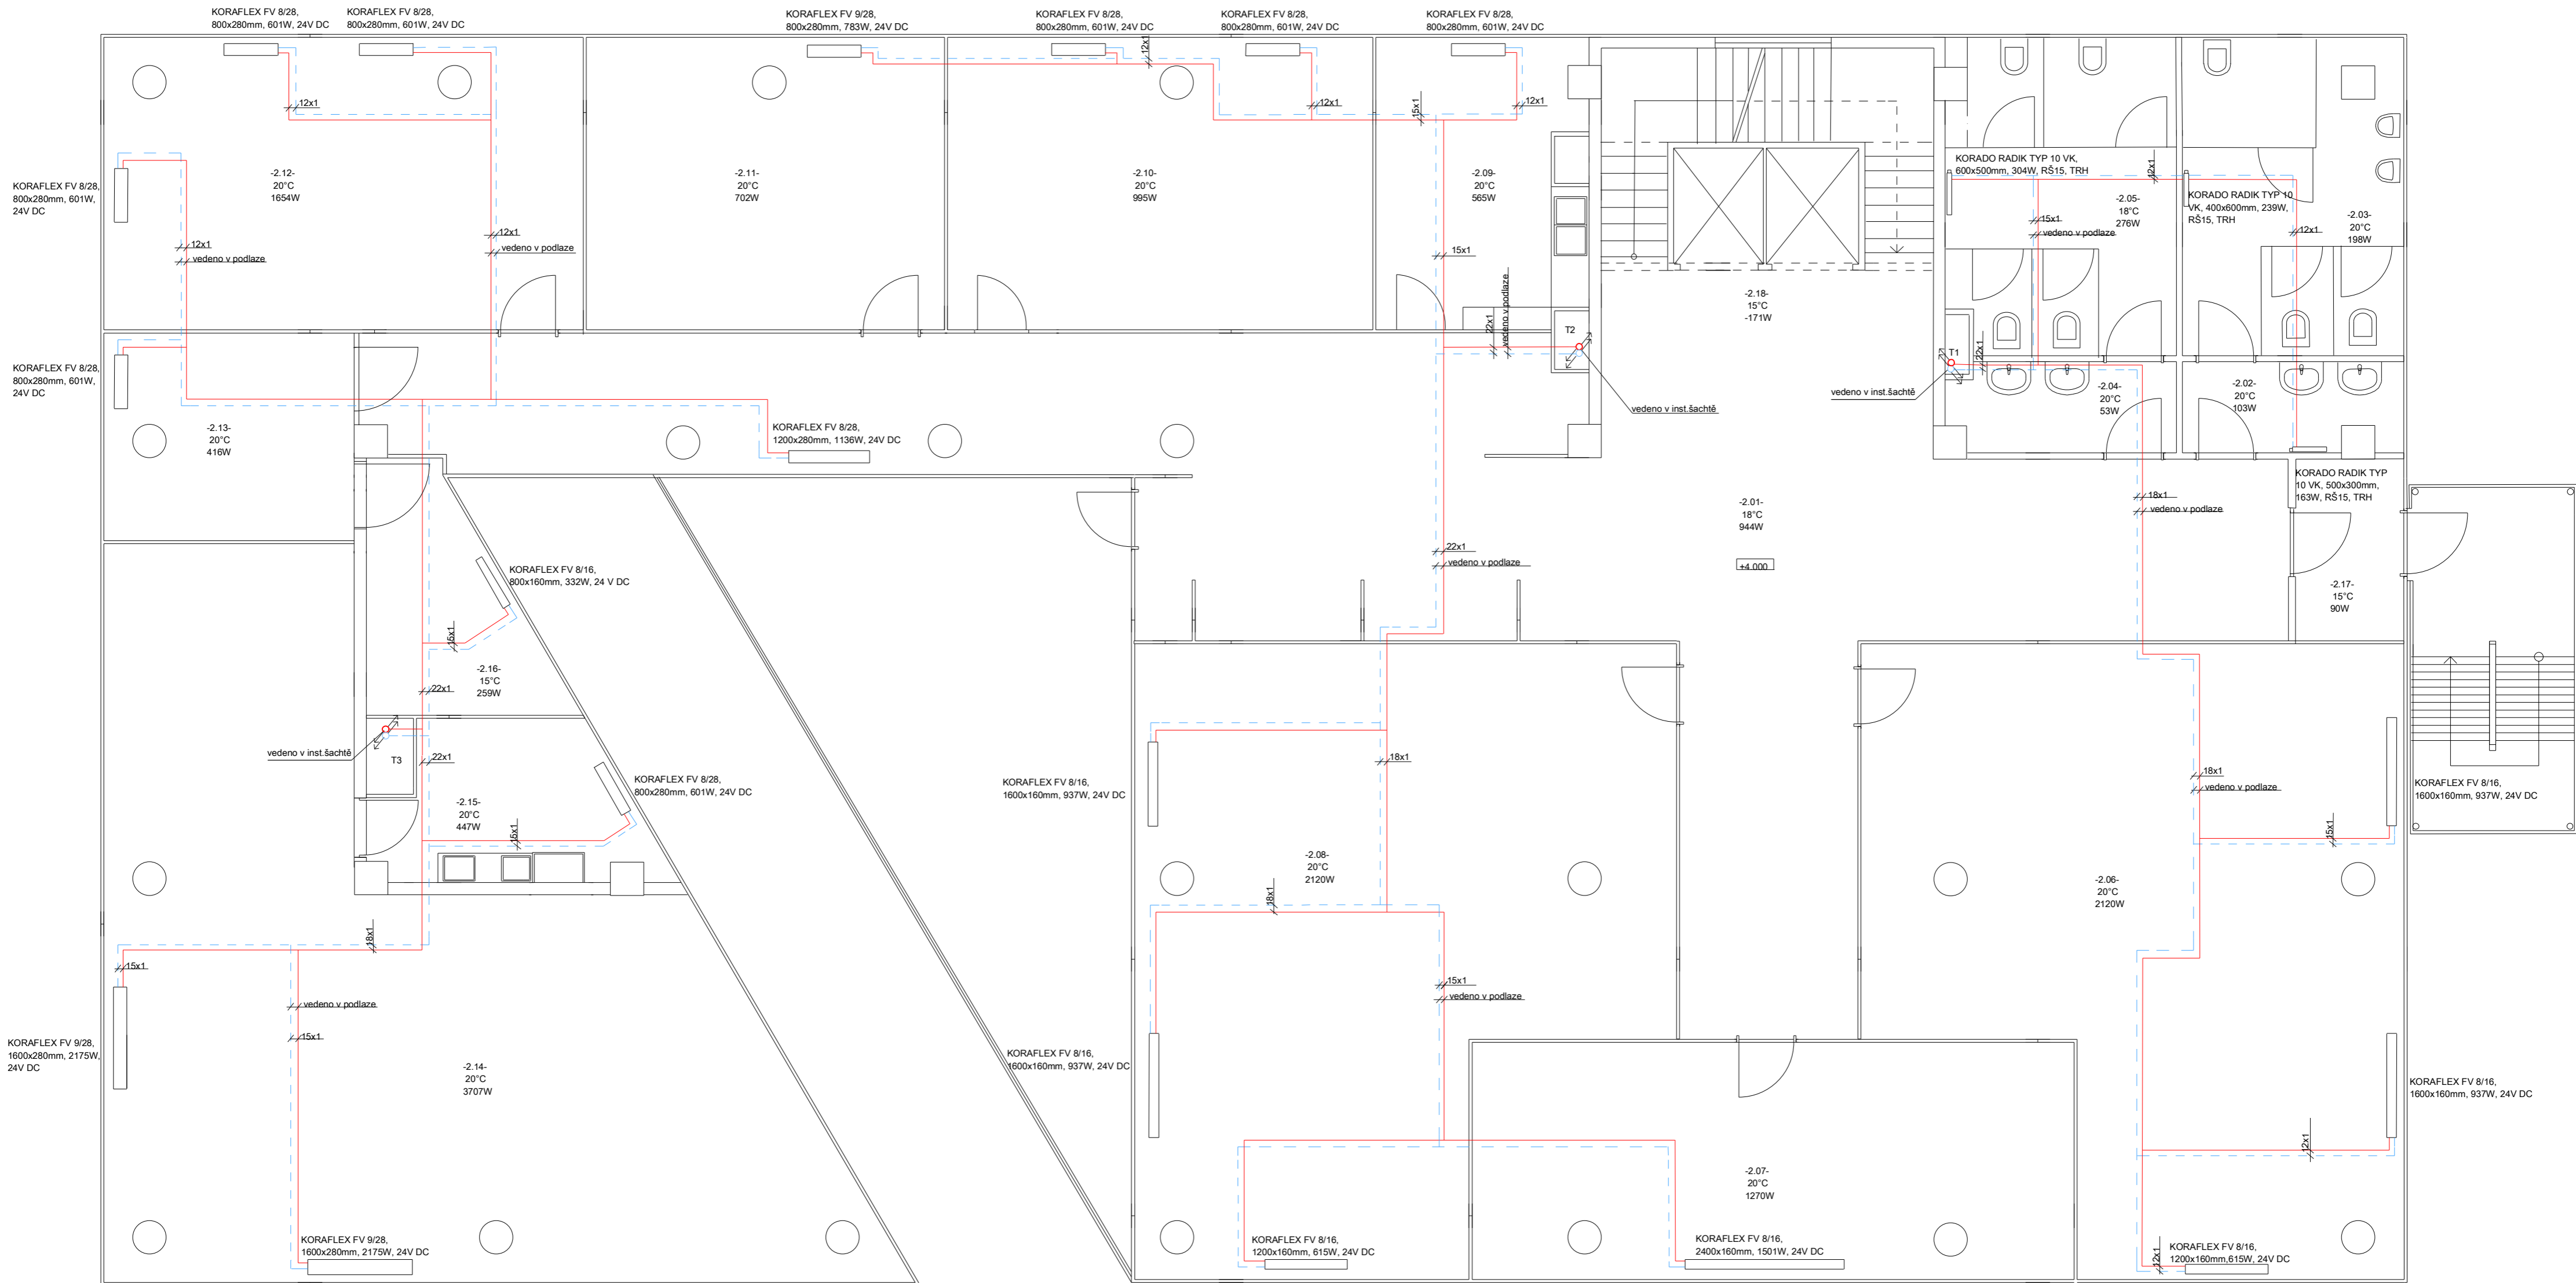 KORAFLEX FV 8/28,
800x280mm, 601W, 24V DC
KORAFLEX FV 8/28,
800x280mm, 601W, 24V DC
KORAFLEX FV 9/28,
800x280mm, 783W, 24V DC
KORAFLEX FV 8/28,
800x280mm, 601W, 24V DC
KORAFLEX FV 8/28,
800x280mm, 601W, 24V DC
KORAFLEX FV 8/28,
800x280mm, 601W, 24V DC
12x1
12x1
12x1
15x1
12x1
KORAFLEX FV 8/28,
800x280mm, 601W,
24V DC
-2.12-
20°C
1654W
-2.11-
20°C
702W
-2.10-
20°C
995W
-2.09-
20°C
565W
KORADO RADIK TYP 10 VK,
600x500mm, 304W, RŠ15, TRH
12x1
KORADO RADIK TYP 10
VK, 400x600mm, 239W,
RŠ15, TRH
-2.05-
18°C
276W
-2.03-
20°C
198W
15x1
vedeno v podlaze
12x1
12x1
vedeno v podlaze
12x1
vedeno v podlaze
15x1
22x1
vedeno v podlaze
T2
-2.18-
15°C
-171W
T1
22x1
KORAFLEX FV 8/28,
800x280mm, 601W,
24V DC
-2.13-
20°C
416W
KORAFLEX FV 8/28,
1200x280mm, 1136W, 24V DC
vedeno v inst.šachtě
vedeno v inst.šachtě
-2.04-
20°C
53W
-2.02-
20°C
103W
KORADO RADIK TYP
10 VK, 500x300mm,
163W, RŠ15, TRH
18x1
vedeno v podlaze
-2.01-
18°C
944W
+4.000
22x1
vedeno v podlaze
-2.17-
15°C
90W
KORAFLEX FV 8/16,
800x160mm, 332W, 24 V DC
15x1
-2.16-
15°C
259W
22x1
vedeno v inst.šachtě
T3
22x1
KORAFLEX FV 8/28,
800x280mm, 601W, 24V DC
-2.15-
20°C
447W
15x1
KORAFLEX FV 8/16,
1600x160mm, 937W, 24V DC
18x1
18x1
vedeno v podlaze
KORAFLEX FV 8/16,
1600x160mm, 937W, 24V DC
15x1
-2.08-
20°C
2120W
18x1
-2.06-
20°C
2120W
18x1
15x1
vedeno v podlaze
15x1
15x1
vedeno v podlaze
KORAFLEX FV 9/28,
1600x280mm, 2175W,
24V DC
-2.14-
20°C
3707W
KORAFLEX FV 8/16,
1600x160mm, 937W, 24V DC
KORAFLEX FV 8/16,
1600x160mm, 937W, 24V DC
12x1
-2.07-
20°C
1270W
KORAFLEX FV 9/28,
1600x280mm, 2175W, 24V DC
KORAFLEX FV 8/16,
1200x160mm, 615W, 24V DC
KORAFLEX FV 8/16,
2400x160mm, 1501W, 24V DC
12x1
KORAFLEX FV 8/16,
1200x160mm,615W, 24V DC